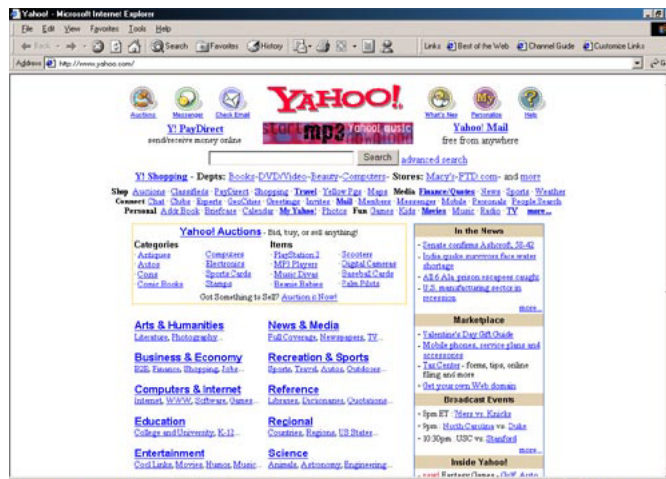 Yahoo! - Microsoft Internet Explorer
File Edit View Favorites Tools Help
Back Search Favorites History Links Best of the Web Channel Guide Customize Links
Address http://www.yahoo.com/
Auctions Messenger Check Email YAHOO! What's New Personalize Help
Y! PayDirect start mp3 Yahoo! music Yahoo! Mail
send/receive money online free from anywhere
Search advanced search
Y! Shopping - Depts: Books-DVD/Video-Beauty-Computers- Stores: Macy's-FTD.com- and more
Shop Auctions · Classifieds · PayDirect · Shopping · Travel · Yellow Pgs · Maps Media Finance/Quotes · News · Sports · Weather
Connect Chat · Clubs · Experts · GeoCities · Greetings · Invites · Mail · Members · Messenger · Mobile · Personals · People Search
Personal Addr Book · Briefcase · Calendar · My Yahoo! · Photos Fun Games · Kids · Movies · Music · Radio · TV more...
Yahoo! Auctions - Bid, buy, or sell anything!
Categories Items
· Antiques · Computers · PlayStation 2 · Scooters
· Autos · Electronics · MP3 Players · Digital Cameras
· Coins · Sports Cards · Music Divas · Baseball Cards
· Comic Books · Stamps · Beanie Babies · Palm Pilots
Got Something to Sell? Auction it Now!
Arts & Humanities
Literature, Photography...
News & Media
Full Coverage, Newspapers, TV...
Business & Economy
B2B, Finance, Shopping, Jobs...
Recreation & Sports
Sports, Travel, Autos, Outdoors...
Computers & Internet
Internet, WWW, Software, Games...
Reference
Libraries, Dictionaries, Quotations...
Education
College and University, K-12...
Regional
Countries, Regions, US States...
Entertainment
Cool Links, Movies, Humor, Music...
Science
Animals, Astronomy, Engineering...
In the News
· Senate confirms Ashcroft, 58-42
· India quake survivors face water
shortage
· All 6 Ala. prison escapees caught
· U.S. manufacturing sector in
recession
more...
Marketplace
· Valentine's Day Gift Guide
· Mobile phones, service plans and
accessories
· Tax Center - forms, tips, online
filing and more
· Get your own Web domain
Broadcast Events
· 8pm ET : 76ers vs. Knicks
· 9pm : North Carolina vs. Duke
· 10:30pm : USC vs. Stanford
more...
Inside Yahoo!
· new! Fantasy Games - Golf, Auto